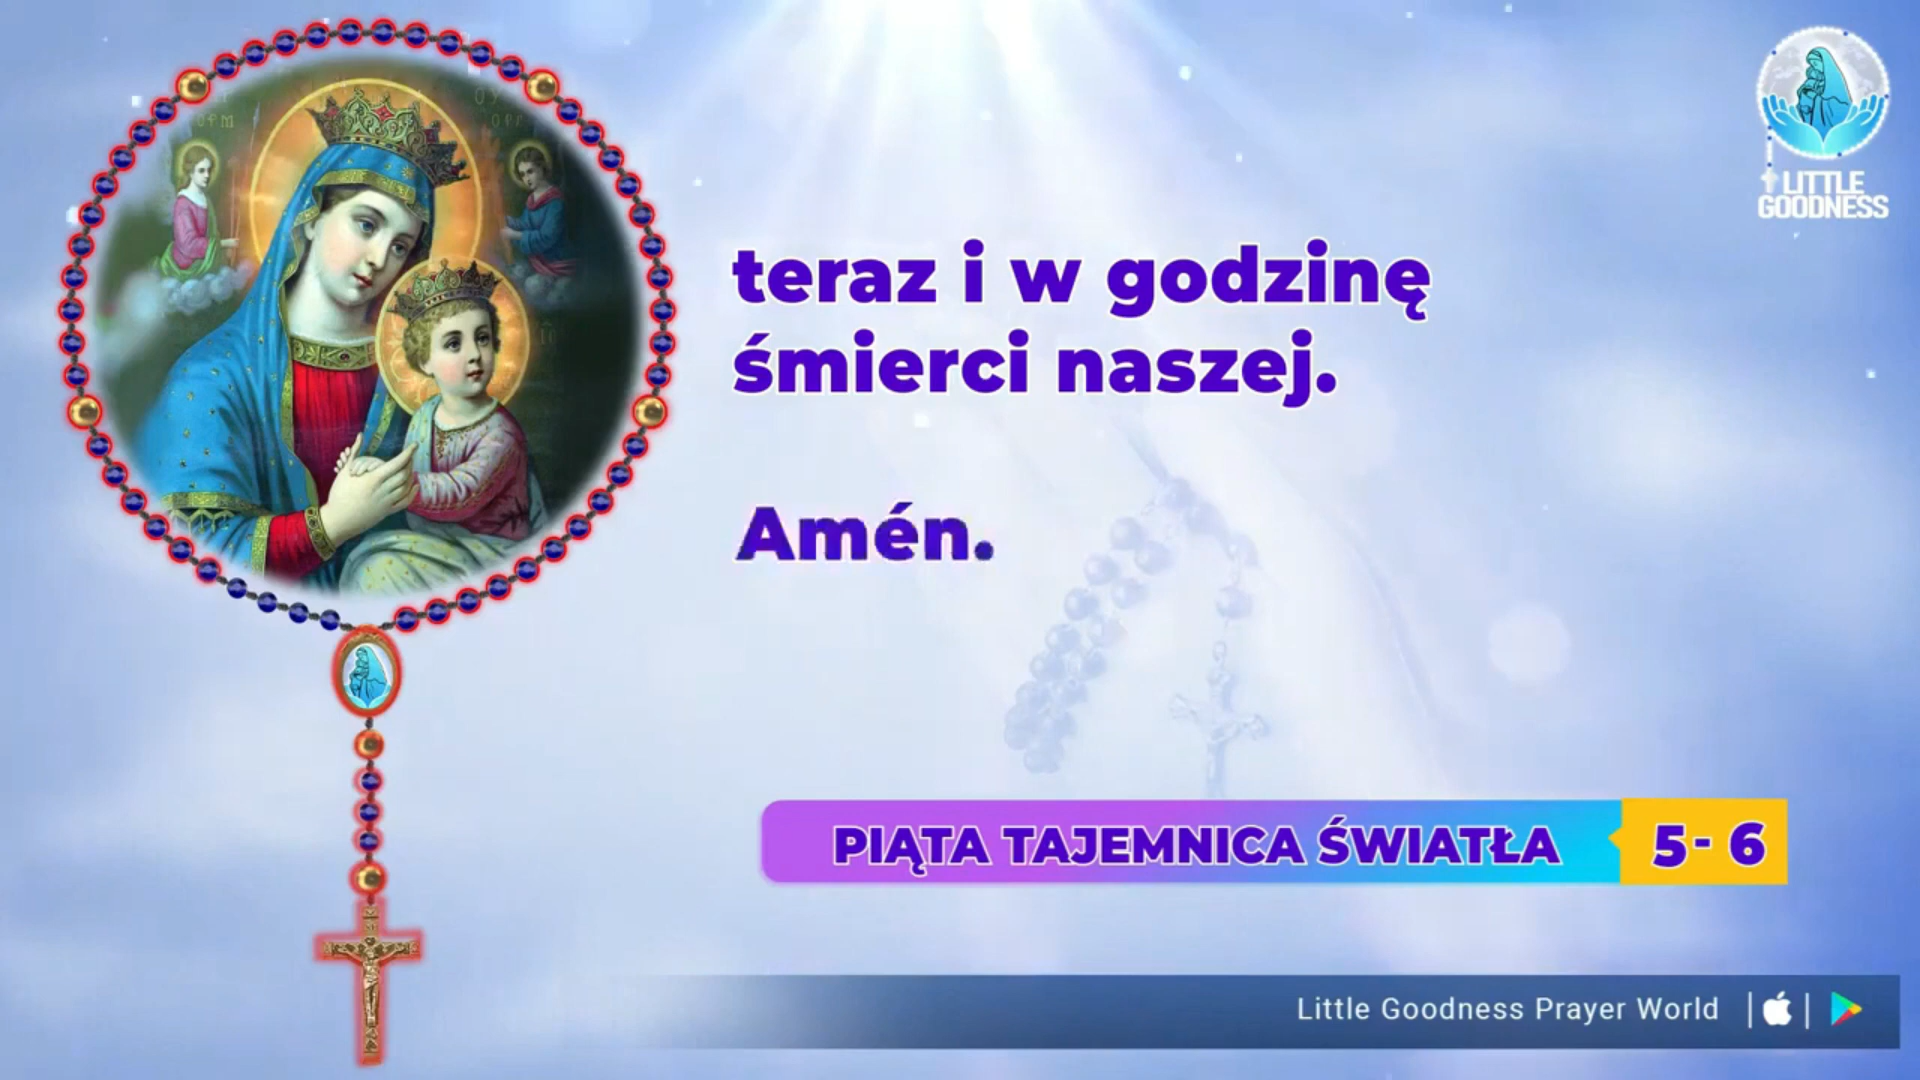 LITTLE
GOODNESS
teraz i w godzinę
śmierci naszej.
Amén.
PIĄTA TAJEMNICA ŚWIATŁA
5- 6
Little Goodness Prayer World